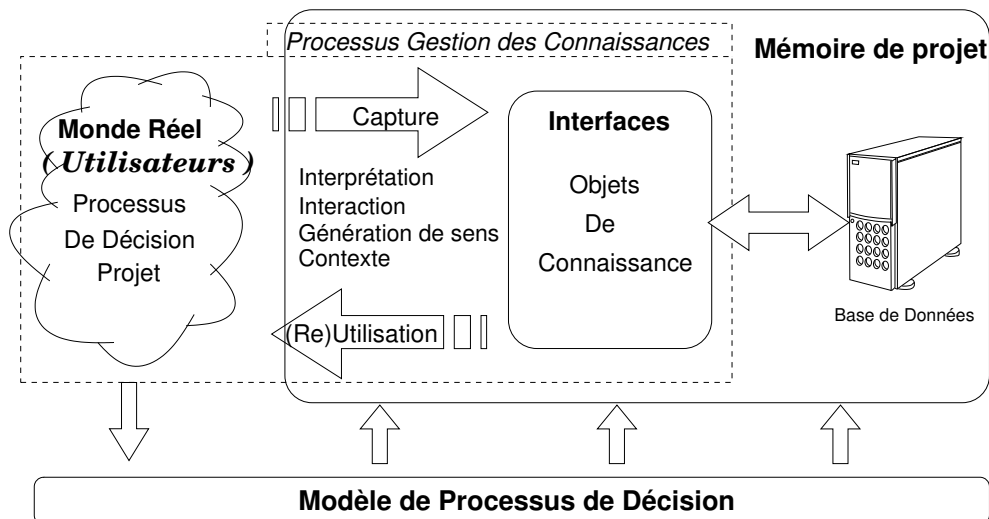 Processus Gestion des Connaissances
Mémoire de projet
Monde Réel
( Utilisateurs )
Processus
De Décision
Projet
Capture
Interprétation
Interaction
Génération de sens
Contexte
(Re)Utilisation
Interfaces
Objets
De
Connaissance
Base de Données
Modèle de Processus de Décision